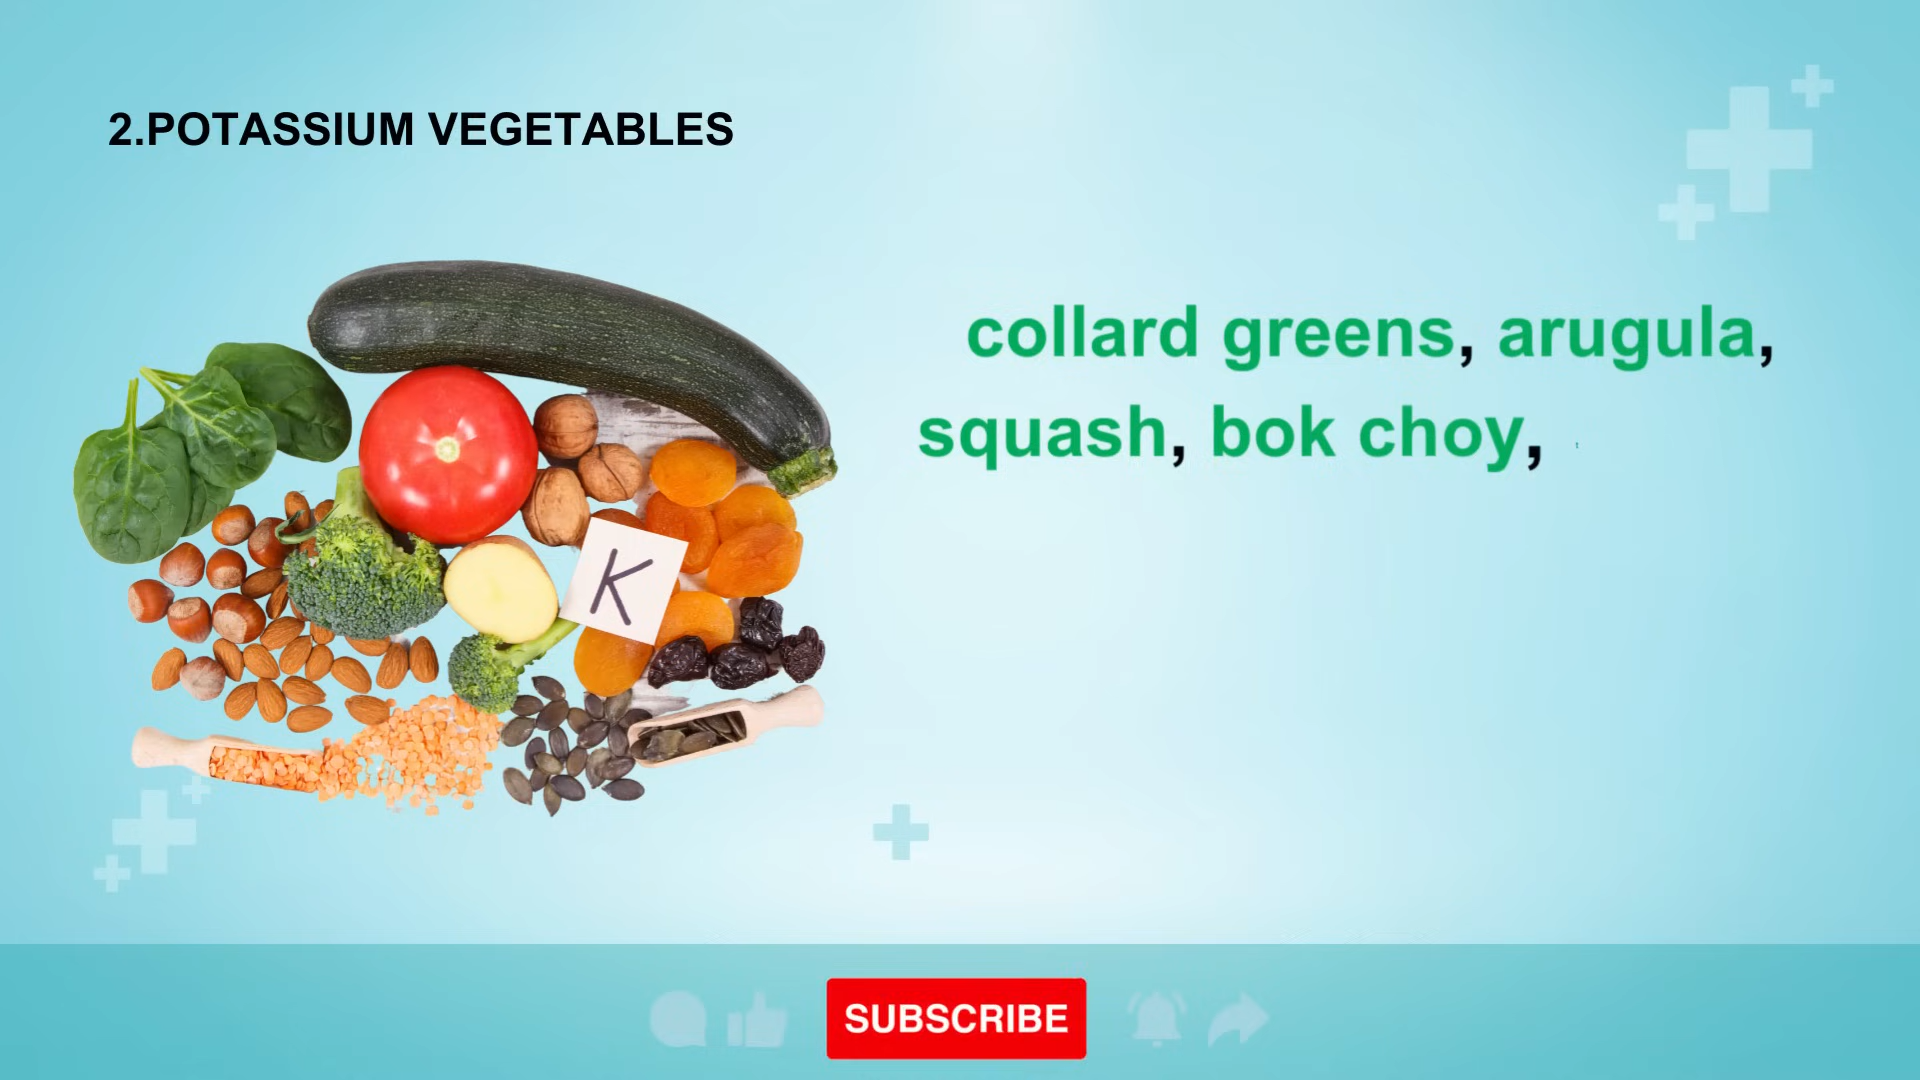 2.POTASSIUM VEGETABLES
collard greens, arugula,
squash, bok choy,
K
SUBSCRIBE